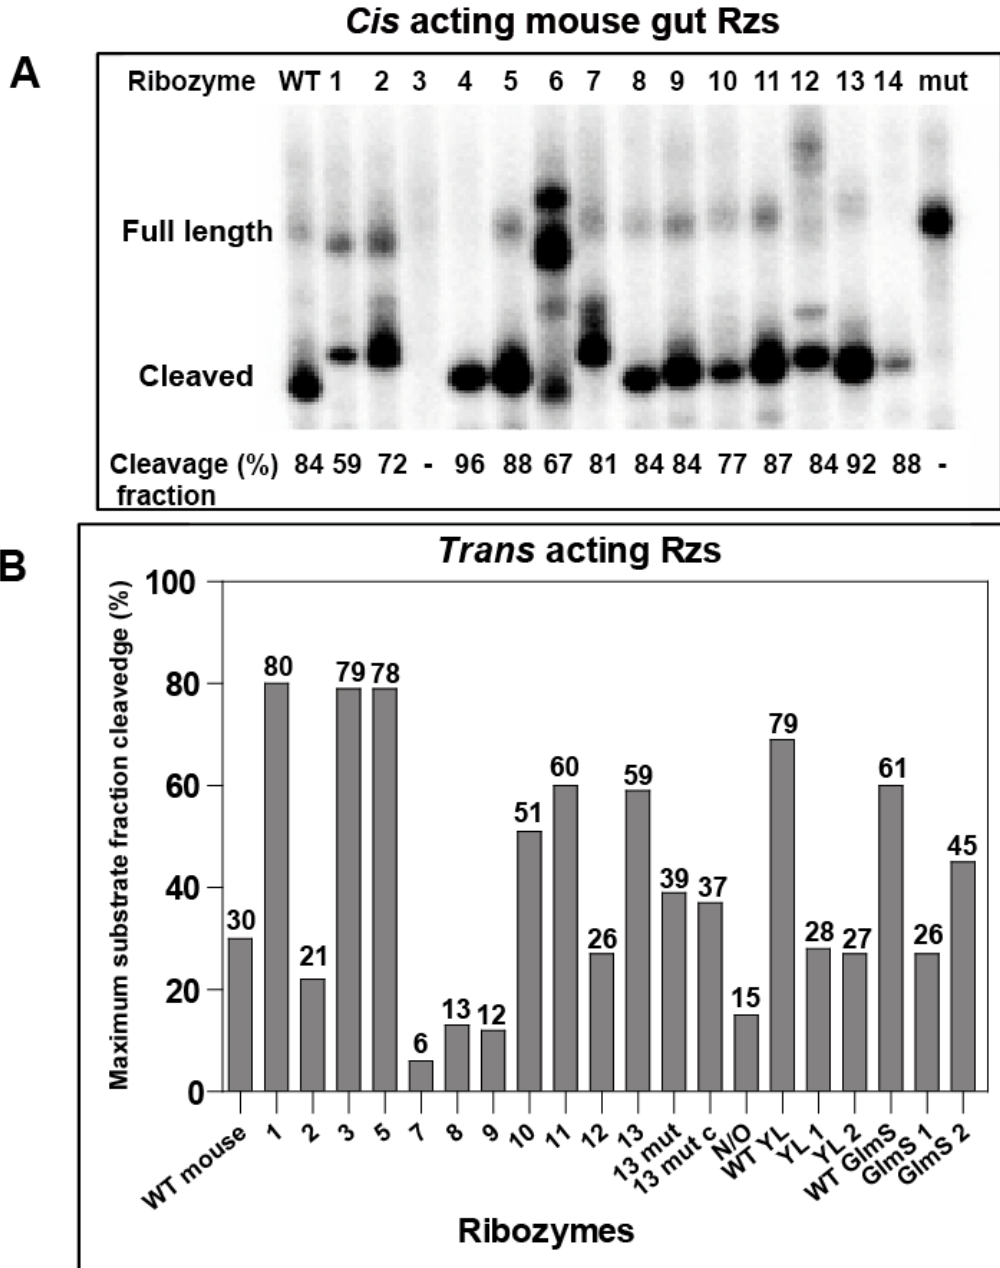 Cis acting mouse gut Rzs
A
Ribozyme WT 1 2 3 4 5 6 7 8 9 10 11 12 13 14 mut
Full length
Cleaved
Cleavage (%) 84 59 72 - 96 88 67 81 84 84 77 87 84 92 88 -
fraction
B
Trans acting Rzs
Maximum substrate fraction cleavedge (%)
100
80
60
40
20
0
30 80 21 79 78 6 13 12 51 60 26 59 39 37 15 79 28 27 61 26 45
WT mouse 1 2 3 5 7 8 9 10 11 12 13 13 mut 13 mut c N/O WT YL YL 1 YL 2 WT GlmS GlmS 1 GlmS 2
Ribozymes